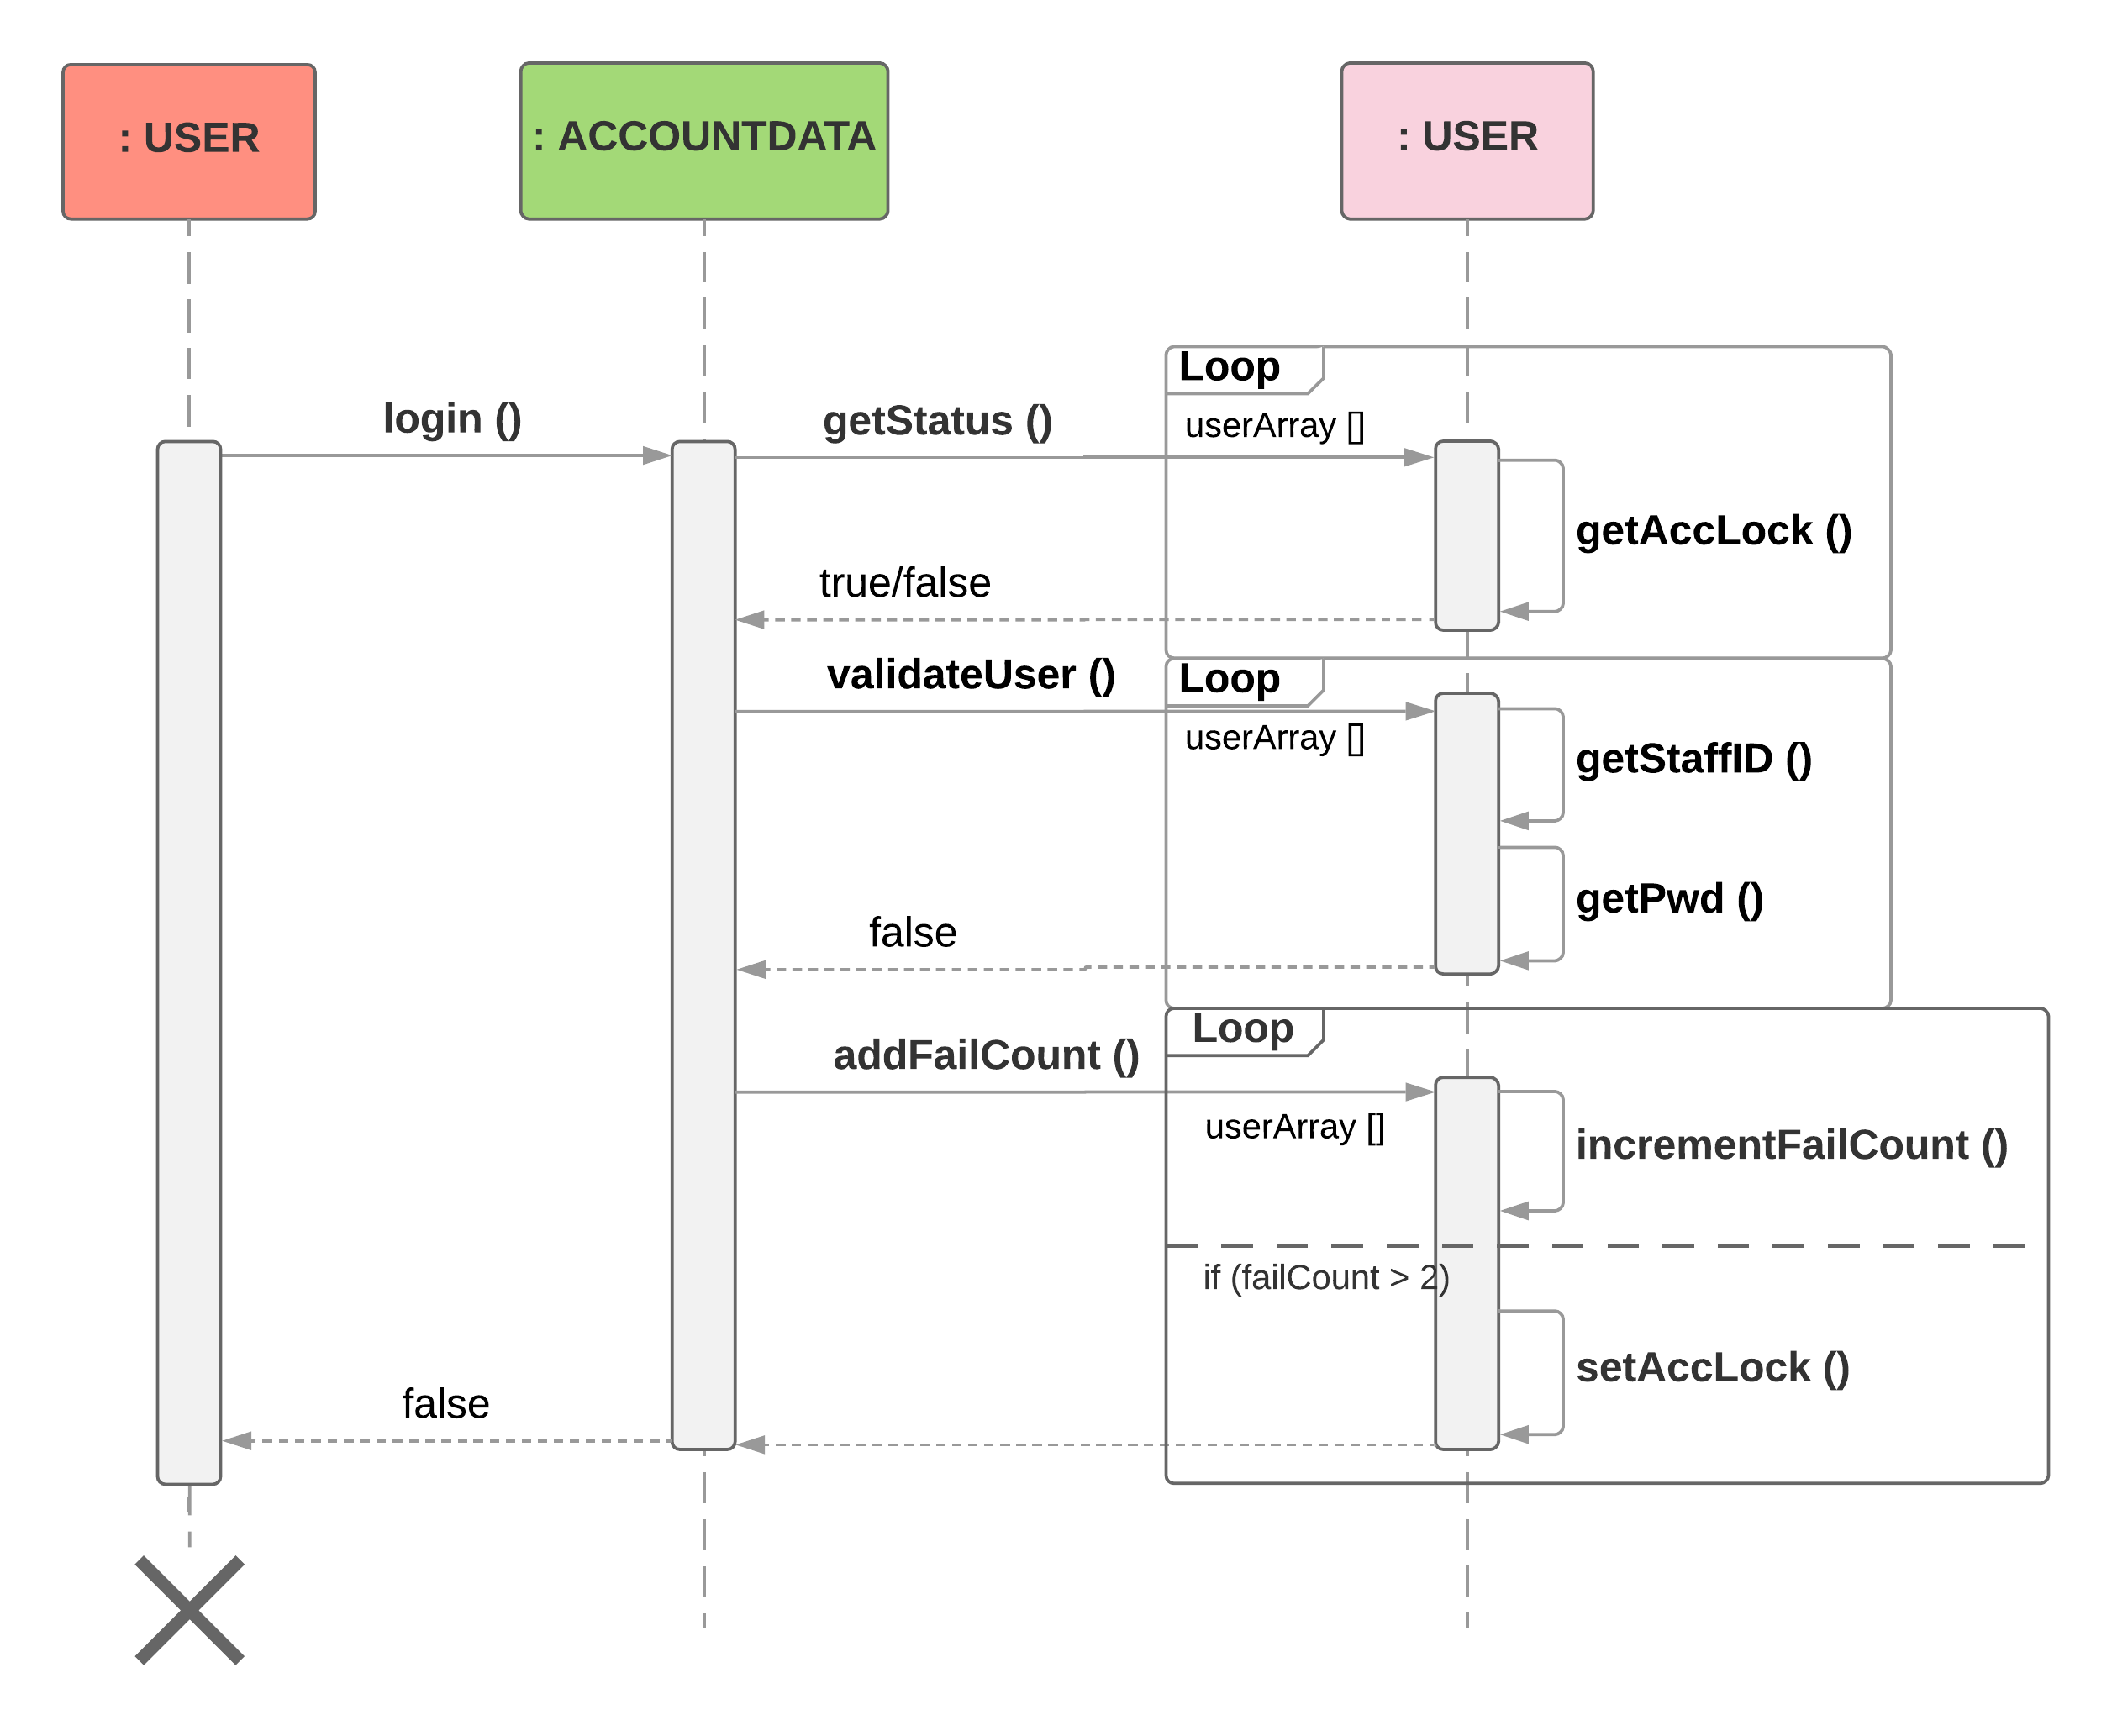 : USER
: ACCOUNTDATA
: USER
Loop
login ()
getStatus ()
userArray []
getAccLock ()
true/false
validateUser ()
Loop
userArray []
getStaffID ()
getPwd ()
false
Loop
addFailCount ()
userArray []
incrementFailCount ()
if (failCount > 2)
setAccLock ()
false